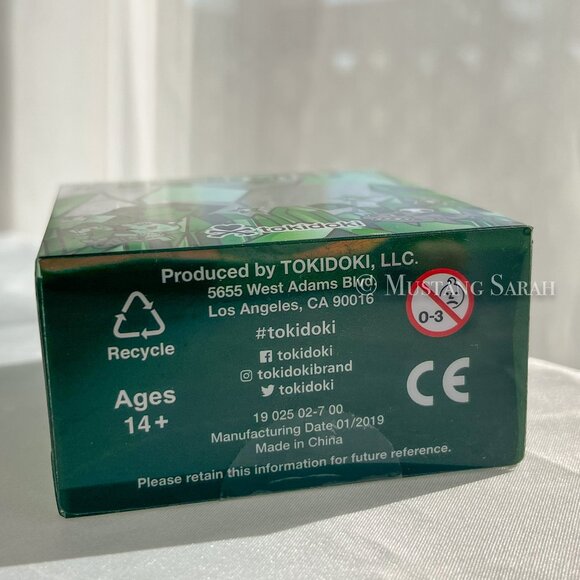 tokidoki
Produced by TOKIDOKI, LLC.
5655 West Adams Blvd.
Los Angeles, CA 90016
© MUSTANG SARAH
#tokidoki
0-3
Recycle
tokidoki
tokidokibrand
tokidoki
CE
Ages
14+
19 025 02-7 00
Manufacturing Date 01/2019
Made in China
Please retain this information for future reference.